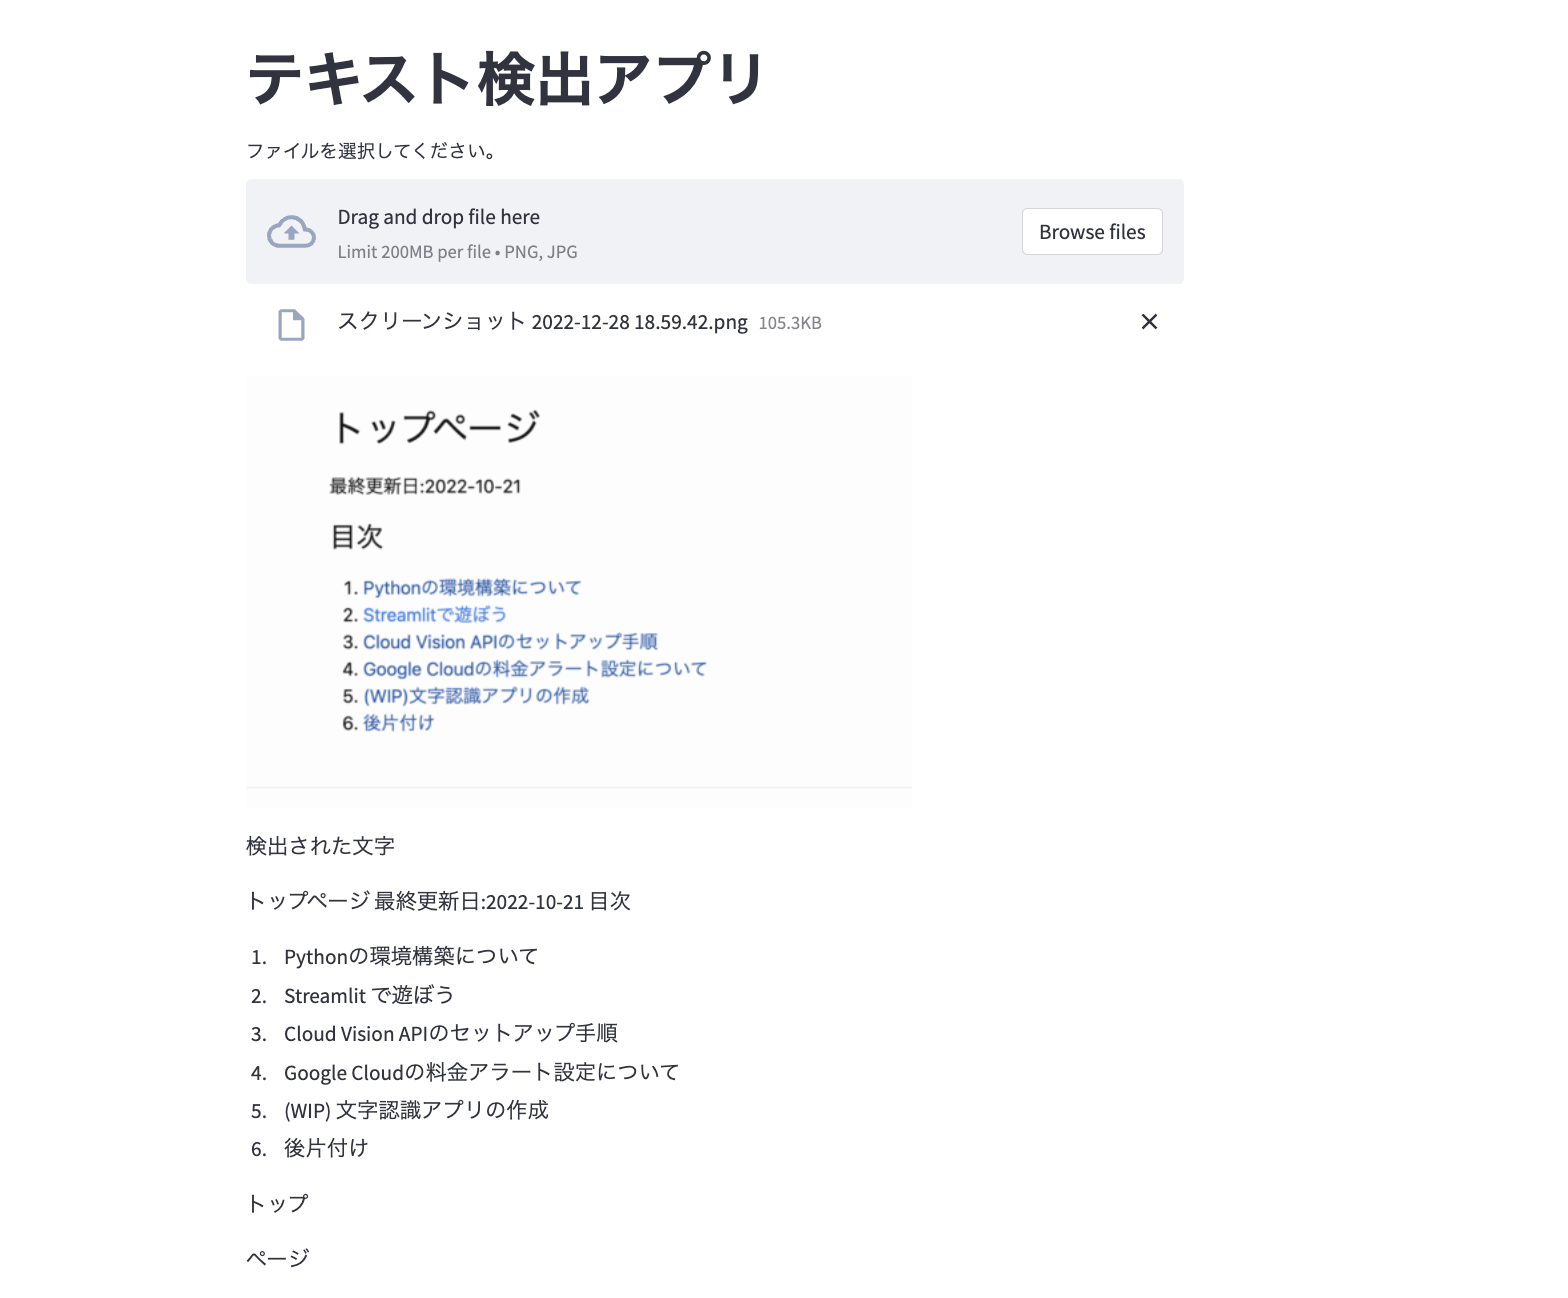 テキスト検出アプリ
ファイルを選択してください。
Drag and drop file here
Limit 200MB per file • PNG, JPG
Browse files
スクリーンショット 2022-12-28 18.59.42.png 105.3KB
トップページ
最終更新日:2022-10-21
目次
1. Pythonの環境構築について
2. Streamlitで遊ぼう
3. Cloud Vision APIのセットアップ手順
4. Google Cloudの料金アラート設定について
5. (WIP)文字認識アプリの作成
6. 後片付け
検出された文字
トップページ 最終更新日:2022-10-21 目次
1. Pythonの環境構築について
2. Streamlit で遊ぼう
3. Cloud Vision APIのセットアップ手順
4. Google Cloudの料金アラート設定について
5. (WIP) 文字認識アプリの作成
6. 後片付け
トップ
ページ